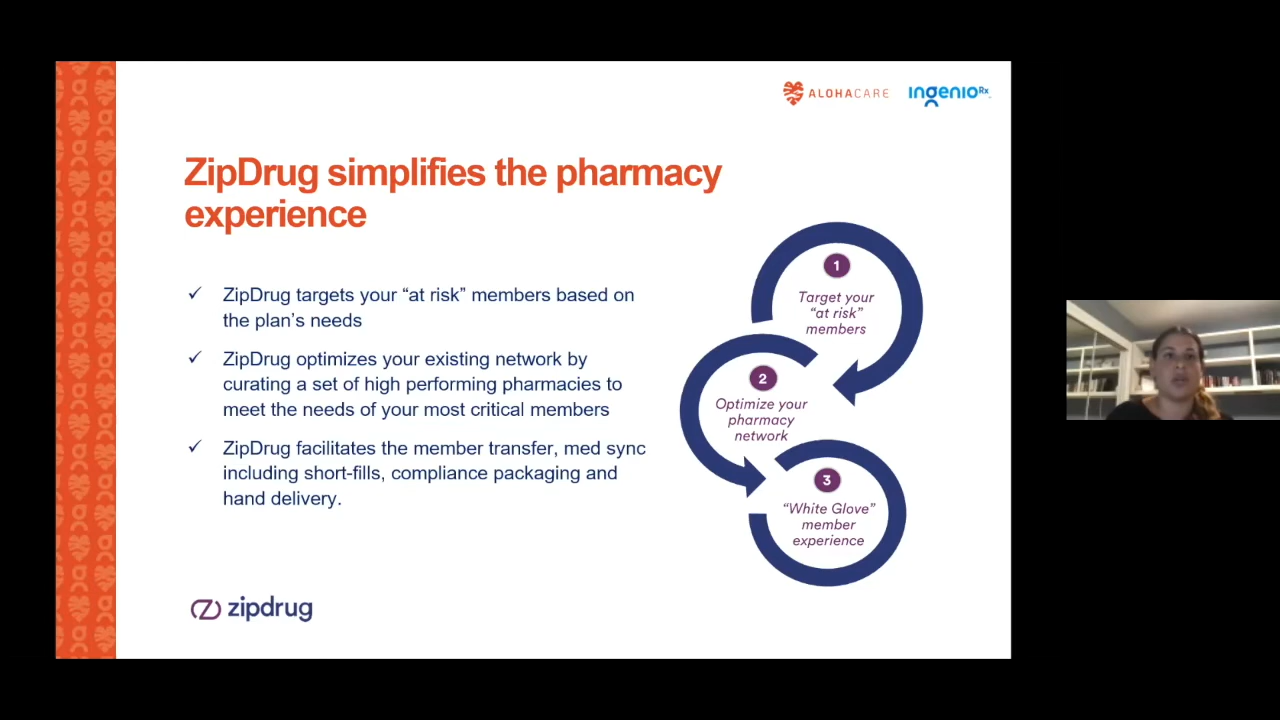 ALOHACARE
IngenioRx™
ZipDrug simplifies the pharmacy
experience
✓ ZipDrug targets your “at risk” members based on
the plan’s needs
✓ ZipDrug optimizes your existing network by
curating a set of high performing pharmacies to
meet the needs of your most critical members
✓ ZipDrug facilitates the member transfer, med sync
including short-fills, compliance packaging and
hand delivery.
1
Target your
“at risk”
members
2
Optimize your
pharmacy
network
3
“White Glove”
member
experience
zipdrug